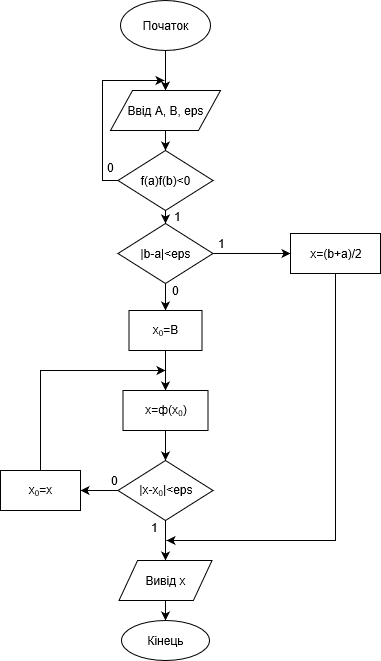 Початок
Ввід A, B, eps
f(a)f(b)<0
0
1
|b-a|<eps
1
x=(b+a)/2
0
x₀=B
x=ф(x₀)
|x-x₀|<eps
0
x₀=x
1
Вивід x
Кінець